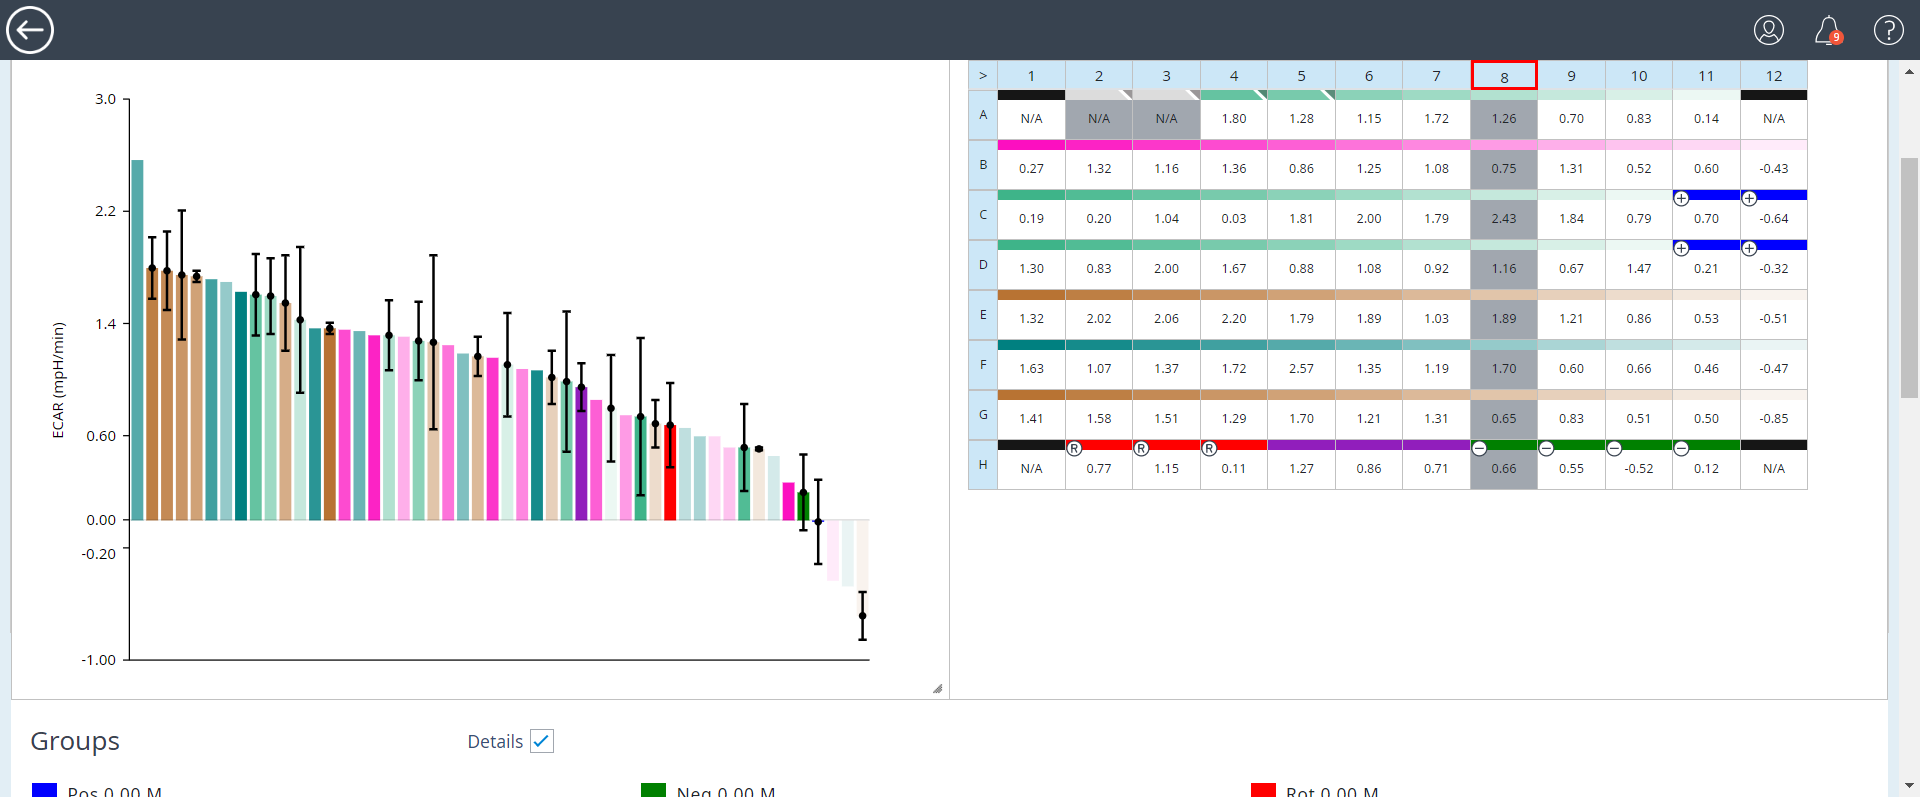 9
?
3.0
2.2
1.4
0.60
0.00
-0.20
-1.00
ECAR (mpH/min)
> 1 2 3 4 5 6 7 8 9 10 11 12
A N/A N/A N/A 1.80 1.28 1.15 1.72 1.26 0.70 0.83 0.14 N/A
B 0.27 1.32 1.16 1.36 0.86 1.25 1.08 0.75 1.31 0.52 0.60 -0.43
+ +
C 0.19 0.20 1.04 0.03 1.81 2.00 1.79 2.43 1.84 0.79 0.70 -0.64
+ +
D 1.30 0.83 2.00 1.67 0.88 1.08 0.92 1.16 0.67 1.47 0.21 -0.32
E 1.32 2.02 2.06 2.20 1.79 1.89 1.03 1.89 1.21 0.86 0.53 -0.51
F 1.63 1.07 1.37 1.72 2.57 1.35 1.19 1.70 0.60 0.66 0.46 -0.47
G 1.41 1.58 1.51 1.29 1.70 1.21 1.31 0.65 0.83 0.51 0.50 -0.85
R R R − − − −
H N/A 0.77 1.15 0.11 1.27 0.86 0.71 0.66 0.55 -0.52 0.12 N/A
Groups
Details
Pos 0.00 M
Neg 0.00 M
Rot 0.00 M